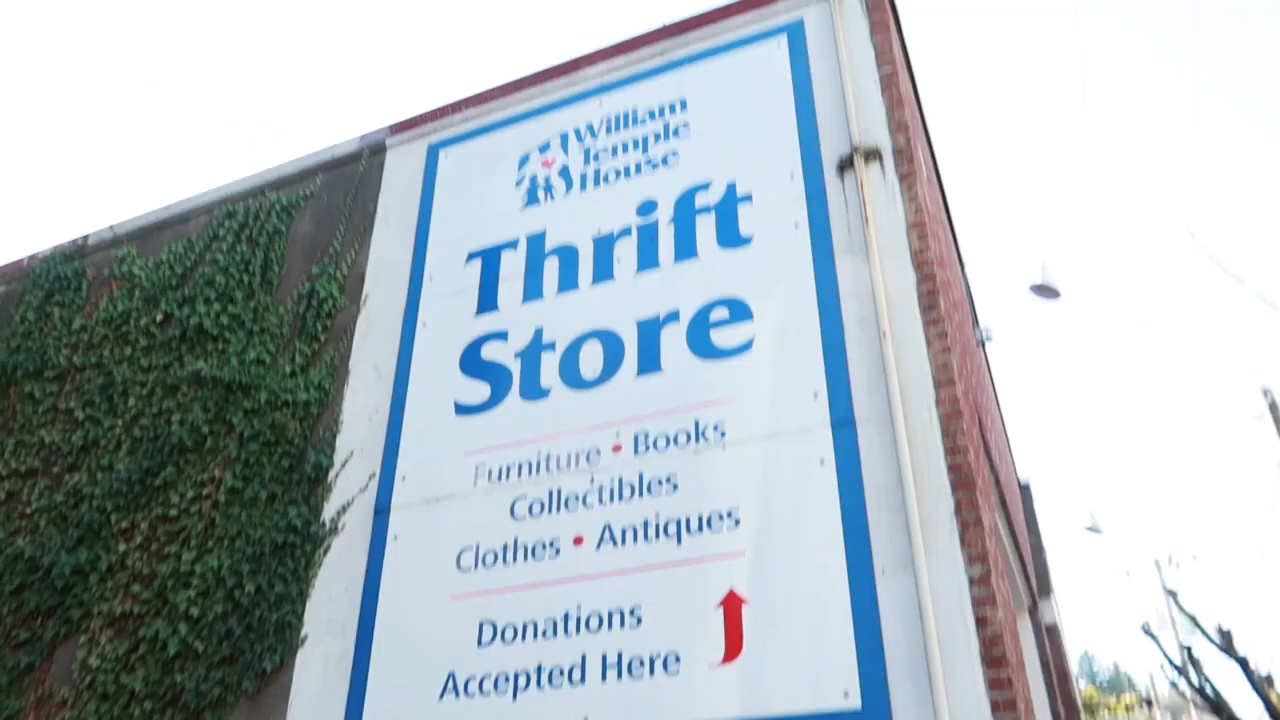 William
Temple
House
Thrift
Store
Furniture • Books
Collectibles
Clothes • Antiques
Donations
Accepted Here